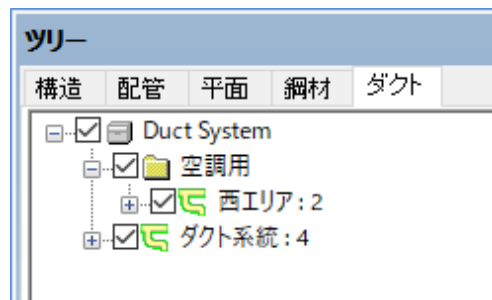 ツリー
構造 配管 平面 鋼材 ダクト
Duct System
空調用
西エリア : 2
ダクト系統 : 4